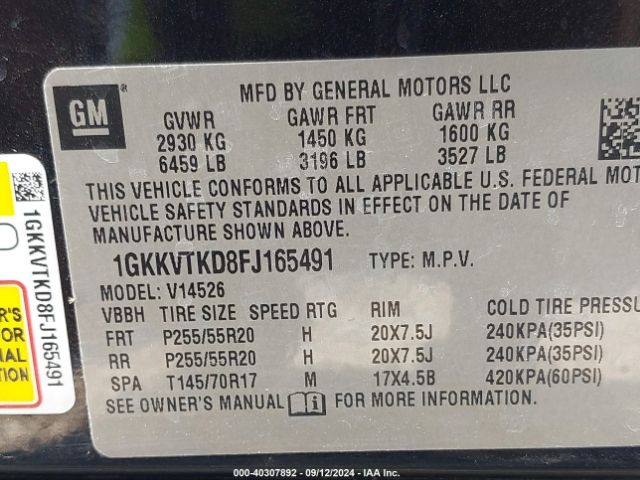 MFD BY GENERAL MOTORS LLC
GM
GVWR GAWR FRT GAWR RR
2930 KG 1450 KG 1600 KG
6459 LB 3196 LB 3527 LB
THIS VEHICLE CONFORMS TO ALL APPLICABLE U.S. FEDERAL MOT
VEHICLE SAFETY STANDARDS IN EFFECT ON THE DATE OF
MANUFACTURE SHOWN ABOVE.
1GKKVTKD8FJ165491 TYPE: M.P.V.
MODEL: V14526
VBBH TIRE SIZE SPEED RTG RIM COLD TIRE PRESSU
FRT P255/55R20 H 20X7.5J 240KPA(35PSI)
RR P255/55R20 H 20X7.5J 240KPA(35PSI)
SPA T145/70R17 M 17X4.5B 420KPA(60PSI)
SEE OWNER'S MANUAL i FOR MORE INFORMATION.
1GKKVTKD8FJ165491
ER'S
FOR
NAL
TION
000-40307892 - 09/12/2024 - IAA Inc.